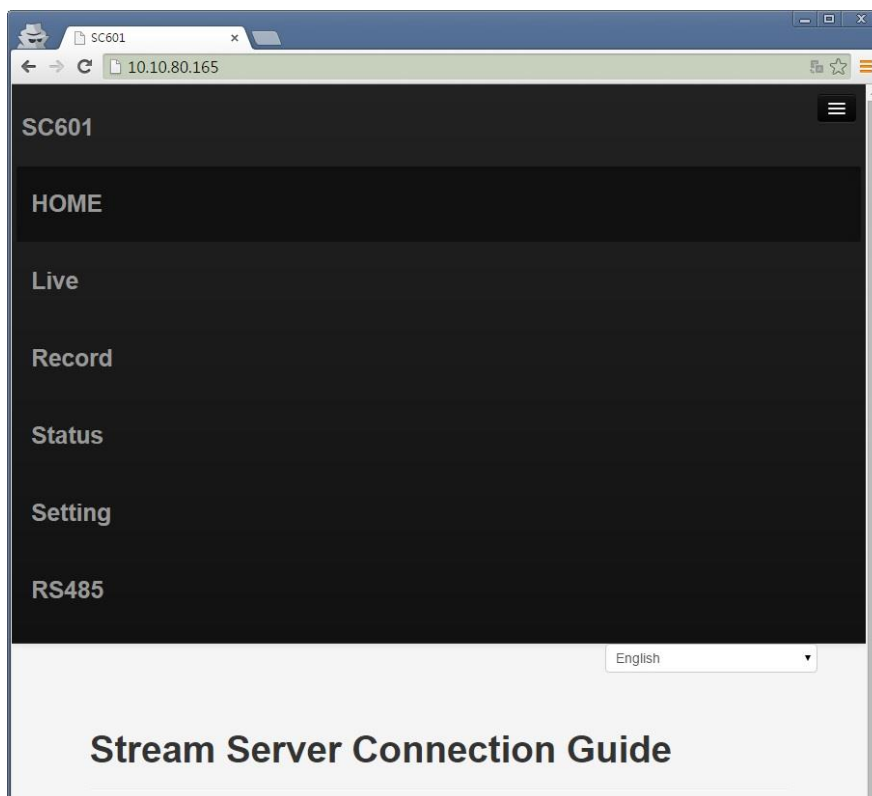 SC601
10.10.80.165
SC601
HOME
Live
Record
Status
Setting
RS485
English
Stream Server Connection Guide